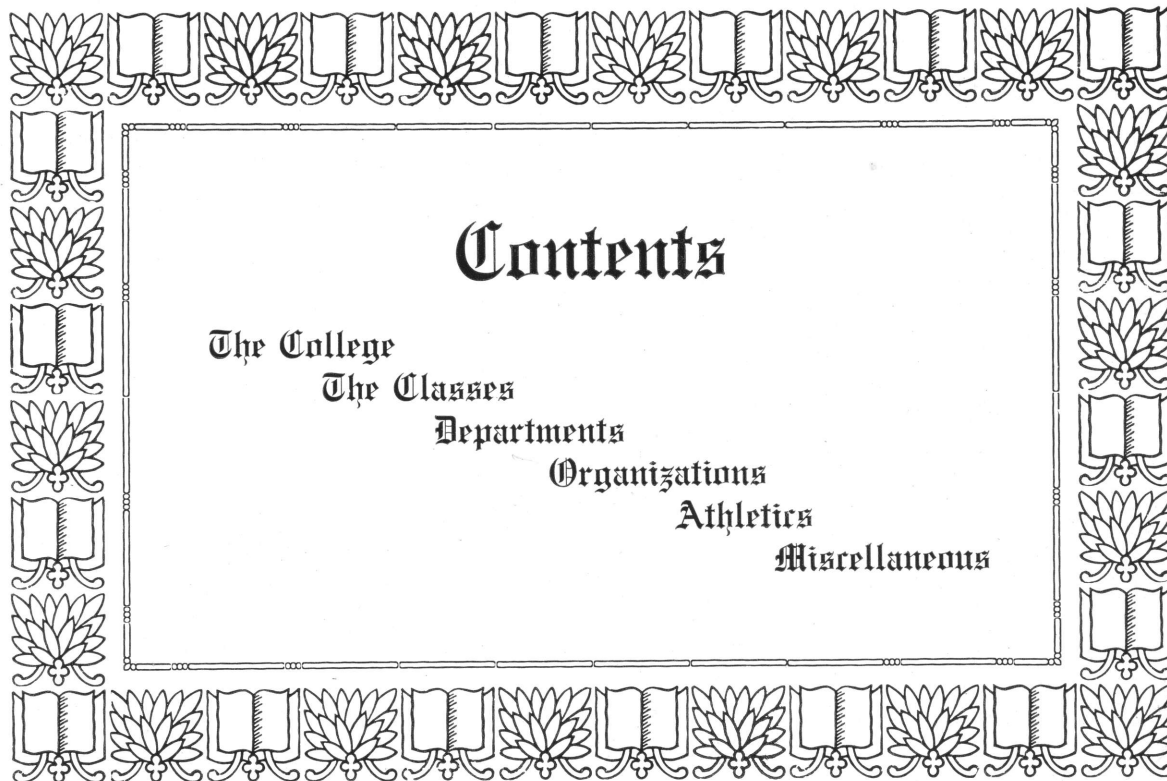 Contents
The College
The Classes
Departments
Organizations
Athletics
Miscellaneous